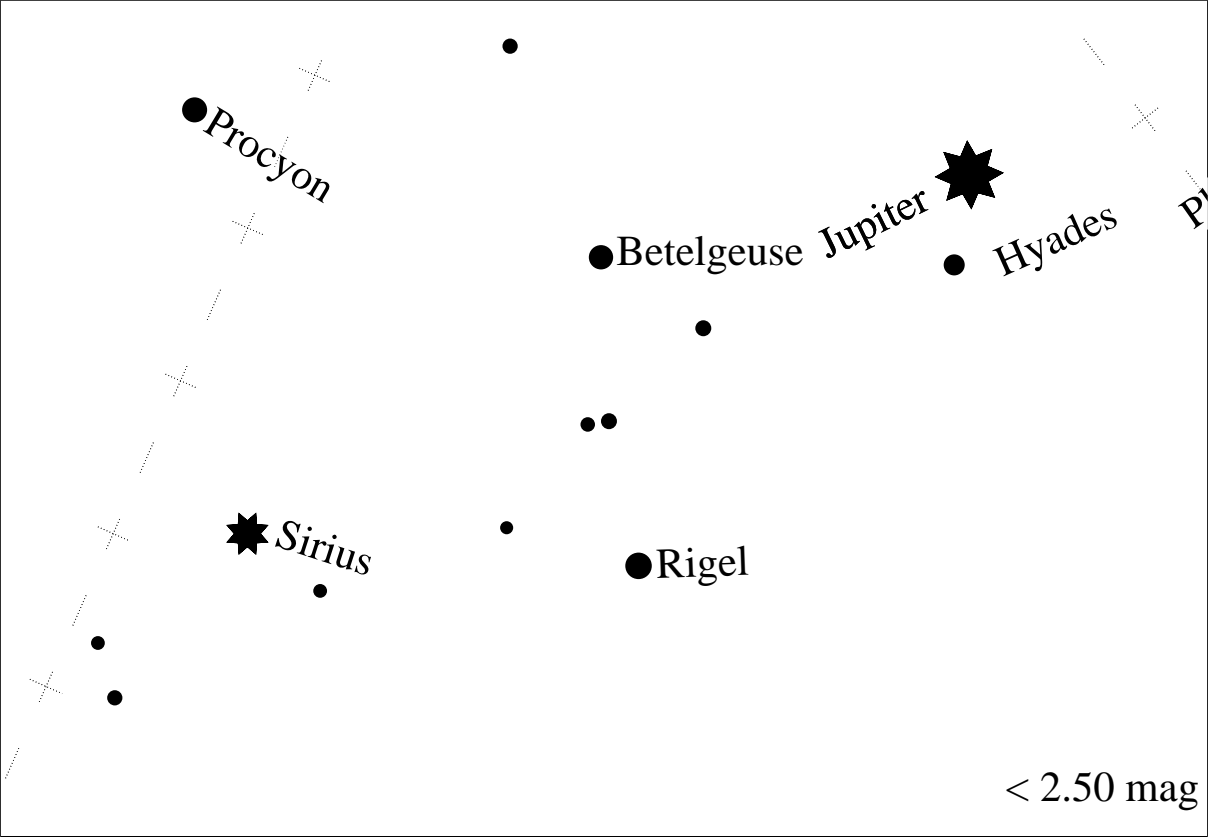 Procyon
Betelgeuse
Jupiter
Hyades
Sirius
Rigel
< 2.50 mag